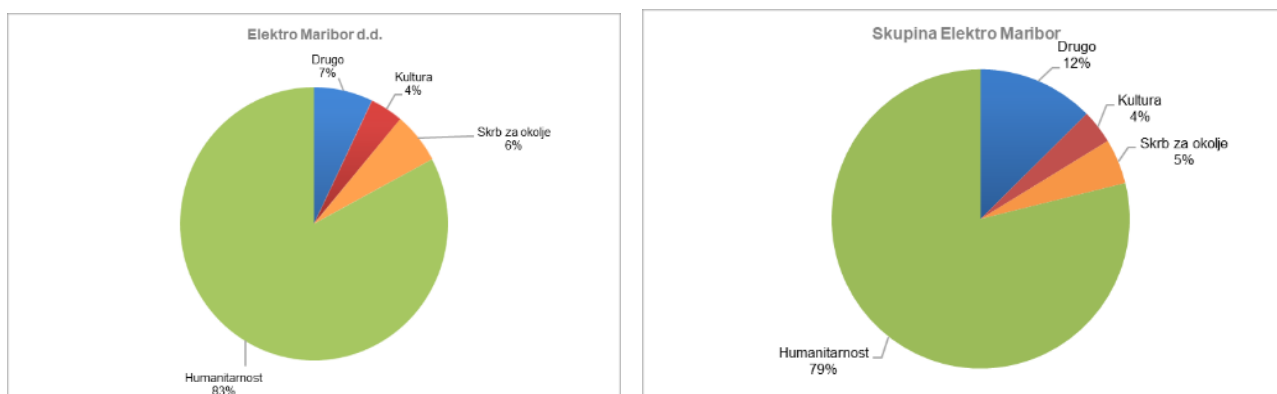 Elektro Maribor d.d.
Drugo
7%
Kultura
4%
Skrb za okolje
6%
Humanitarnost
83%
Skupina Elektro Maribor
Drugo
12%
Kultura
4%
Skrb za okolje
5%
Humanitarnost
79%